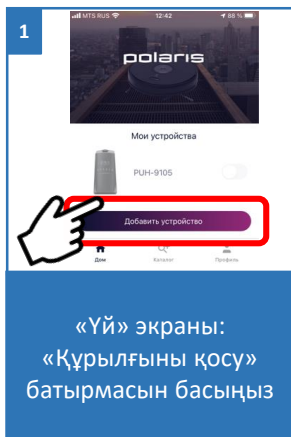 1
MTS RUS 12:42 88 %
polaris
Мои устройства
PUH-9105
Добавить устройство
Дом Каталог Профиль
«Үй» экраны:
«Құрылғыны қосу»
батырмасын басыңыз